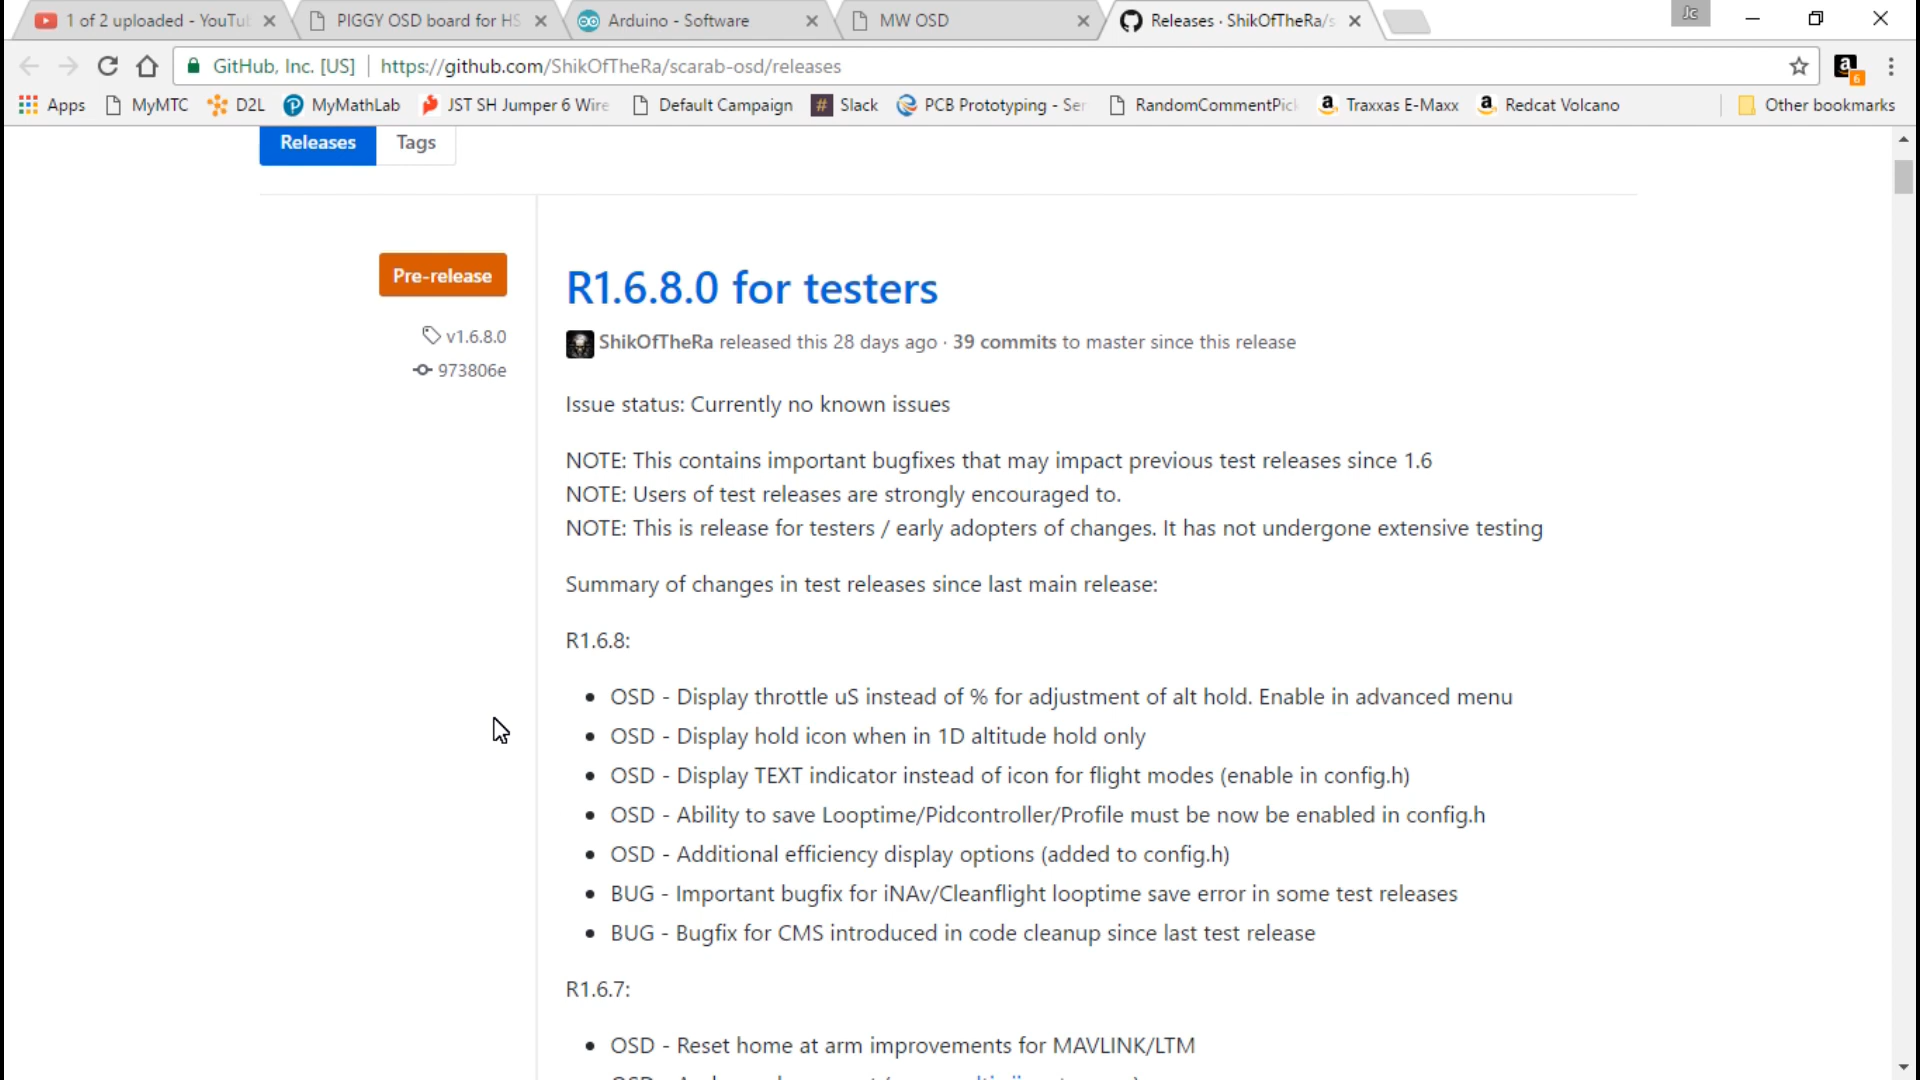 1 of 2 uploaded - YouTu
PIGGY OSD board for HS
Arduino - Software
MW OSD
Releases · ShikOfTheRa/s
Jc
GitHub, Inc. [US]
https://github.com/ShikOfTheRa/scarab-osd/releases
6
Apps
MyMTC
D2L
MyMathLab
JST SH Jumper 6 Wire
Default Campaign
Slack
PCB Prototyping - Ser
RandomCommentPick
Traxxas E-Maxx
Redcat Volcano
Other bookmarks
Releases
Tags
Pre-release
v1.6.8.0
973806e
R1.6.8.0 for testers
ShikOfTheRa released this 28 days ago · 39 commits to master since this release
Issue status: Currently no known issues
NOTE: This contains important bugfixes that may impact previous test releases since 1.6
NOTE: Users of test releases are strongly encouraged to.
NOTE: This is release for testers / early adopters of changes. It has not undergone extensive testing
Summary of changes in test releases since last main release:
R1.6.8:
• OSD - Display throttle uS instead of % for adjustment of alt hold. Enable in advanced menu
• OSD - Display hold icon when in 1D altitude hold only
• OSD - Display TEXT indicator instead of icon for flight modes (enable in config.h)
• OSD - Ability to save Looptime/Pidcontroller/Profile must be now be enabled in config.h
• OSD - Additional efficiency display options (added to config.h)
• BUG - Important bugfix for iNAv/Cleanflight looptime save error in some test releases
• BUG - Bugfix for CMS introduced in code cleanup since last test release
R1.6.7:
• OSD - Reset home at arm improvements for MAVLINK/LTM